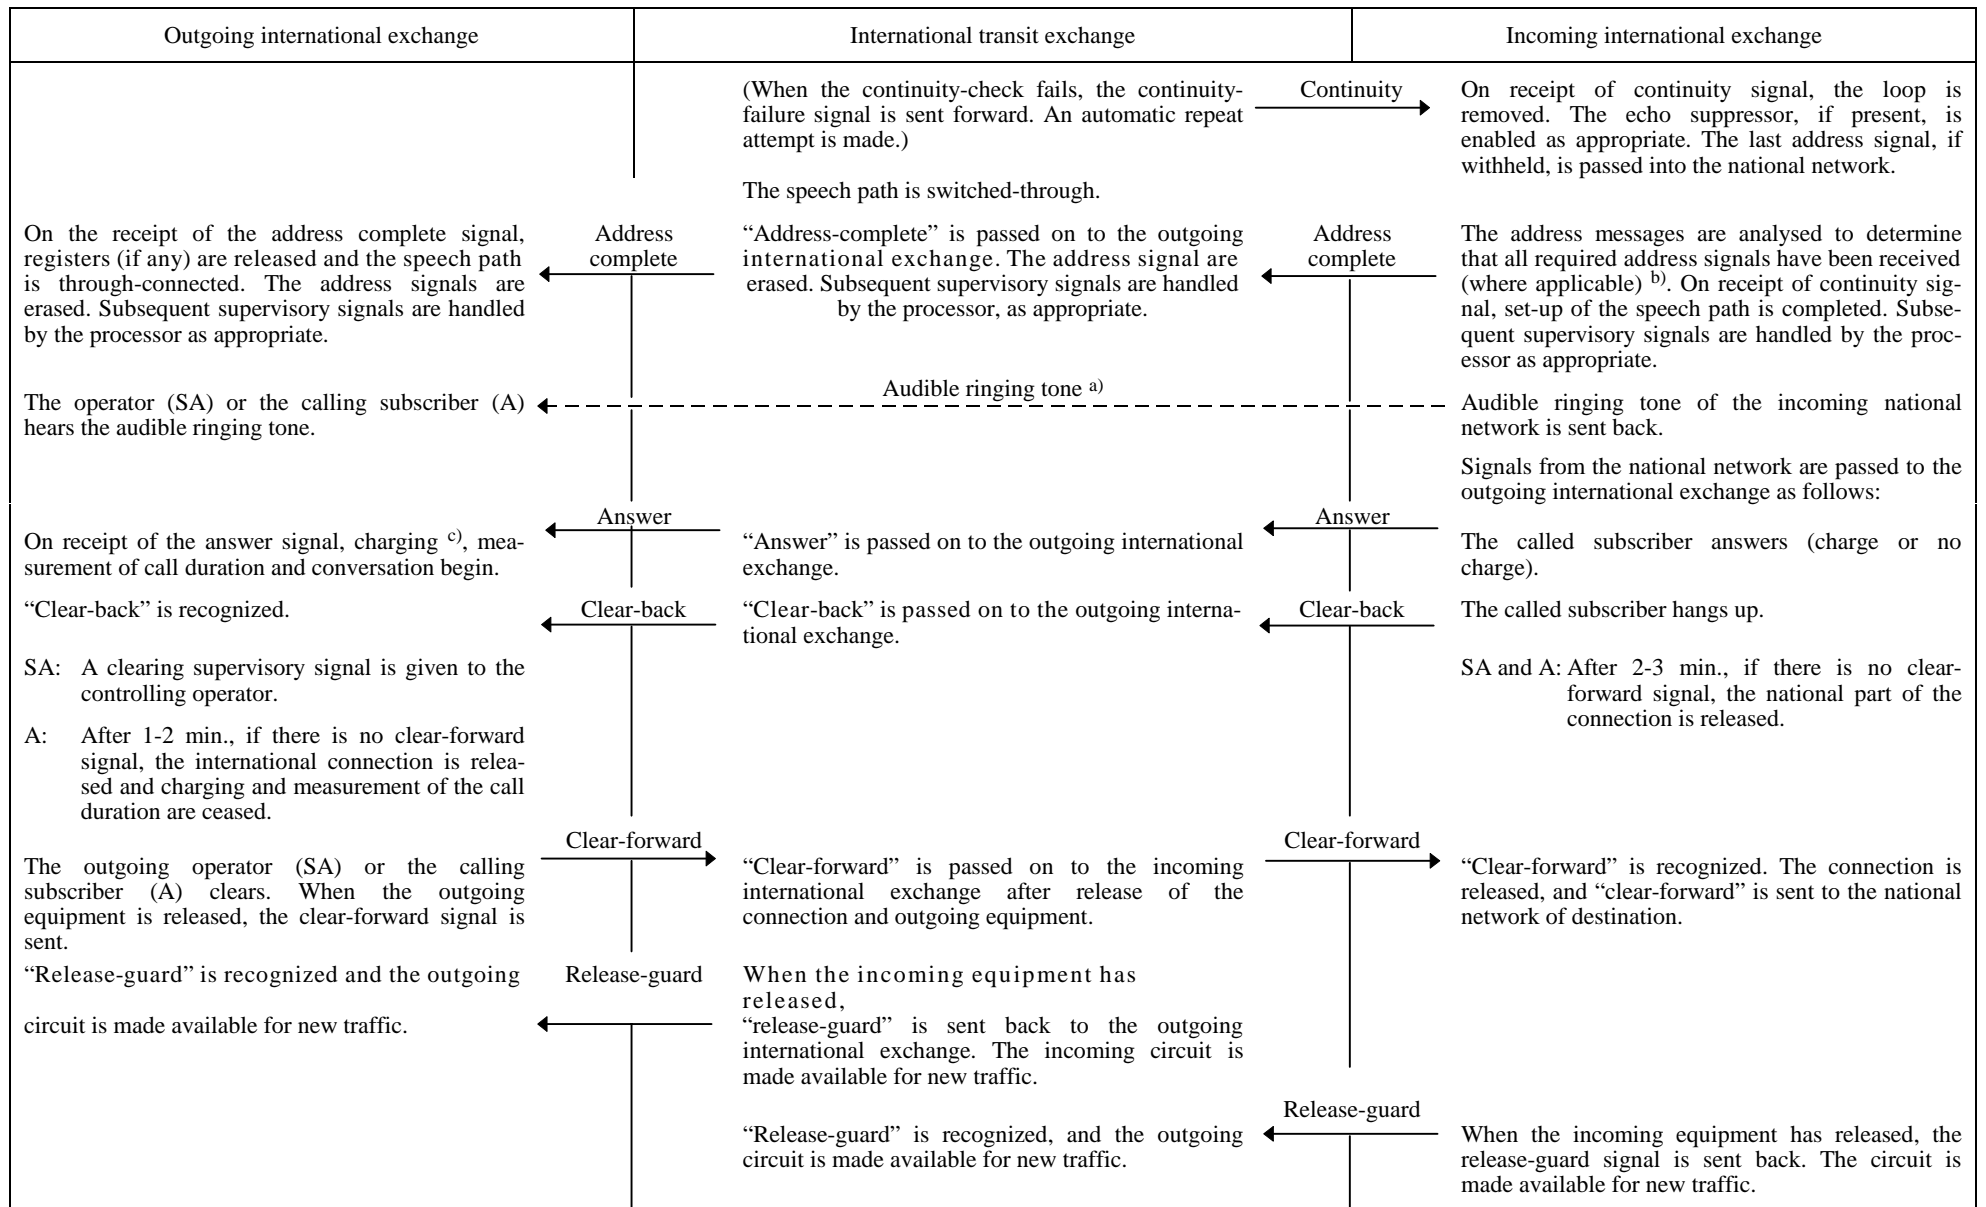 Outgoing international exchange
International transit exchange
Incoming international exchange
(When the continuity-check fails, the continuity-
failure signal is sent forward. An automatic repeat
attempt is made.)
The speech path is switched-through.
Continuity
On receipt of continuity signal, the loop is
removed. The echo suppressor, if present, is
enabled as appropriate. The last address signal, if
withheld, is passed into the national network.
On the receipt of the address complete signal,
registers (if any) are released and the speech path
is through-connected. The address signals are
erased. Subsequent supervisory signals are handled
by the processor as appropriate.
Address
complete
“Address-complete” is passed on to the outgoing
international exchange. The address signal are
erased. Subsequent supervisory signals are handled
by the processor, as appropriate.
Address
complete
The address messages are analysed to determine
that all required address signals have been received
(where applicable) b). On receipt of continuity sig-
nal, set-up of the speech path is completed. Subse-
quent supervisory signals are handled by the proc-
essor as appropriate.
The operator (SA) or the calling subscriber (A)
hears the audible ringing tone.
Audible ringing tone a)
Audible ringing tone of the incoming national
network is sent back.
Signals from the national network are passed to the
outgoing international exchange as follows:
On receipt of the answer signal, charging c), mea-
surement of call duration and conversation begin.
Answer
“Answer” is passed on to the outgoing international
exchange.
Answer
The called subscriber answers (charge or no
charge).
“Clear-back” is recognized.
Clear-back
“Clear-back” is passed on to the outgoing interna-
tional exchange.
Clear-back
The called subscriber hangs up.
SA: A clearing supervisory signal is given to the
controlling operator.
SA and A: After 2-3 min., if there is no clear-
forward signal, the national part of the
connection is released.
A: After 1-2 min., if there is no clear-forward
signal, the international connection is relea-
sed and charging and measurement of the call
duration are ceased.
The outgoing operator (SA) or the calling
subscriber (A) clears. When the outgoing
equipment is released, the clear-forward signal is
sent.
Clear-forward
“Clear-forward” is passed on to the incoming
international exchange after release of the
connection and outgoing equipment.
Clear-forward
“Clear-forward” is recognized. The connection is
released, and “clear-forward” is sent to the national
network of destination.
“Release-guard” is recognized and the outgoing
circuit is made available for new traffic.
Release-guard
When the incoming equipment has
released,
“release-guard” is sent back to the outgoing
international exchange. The incoming circuit is
made available for new traffic.
“Release-guard” is recognized, and the outgoing
circuit is made available for new traffic.
Release-guard
When the incoming equipment has released, the
release-guard signal is sent back. The circuit is
made available for new traffic.